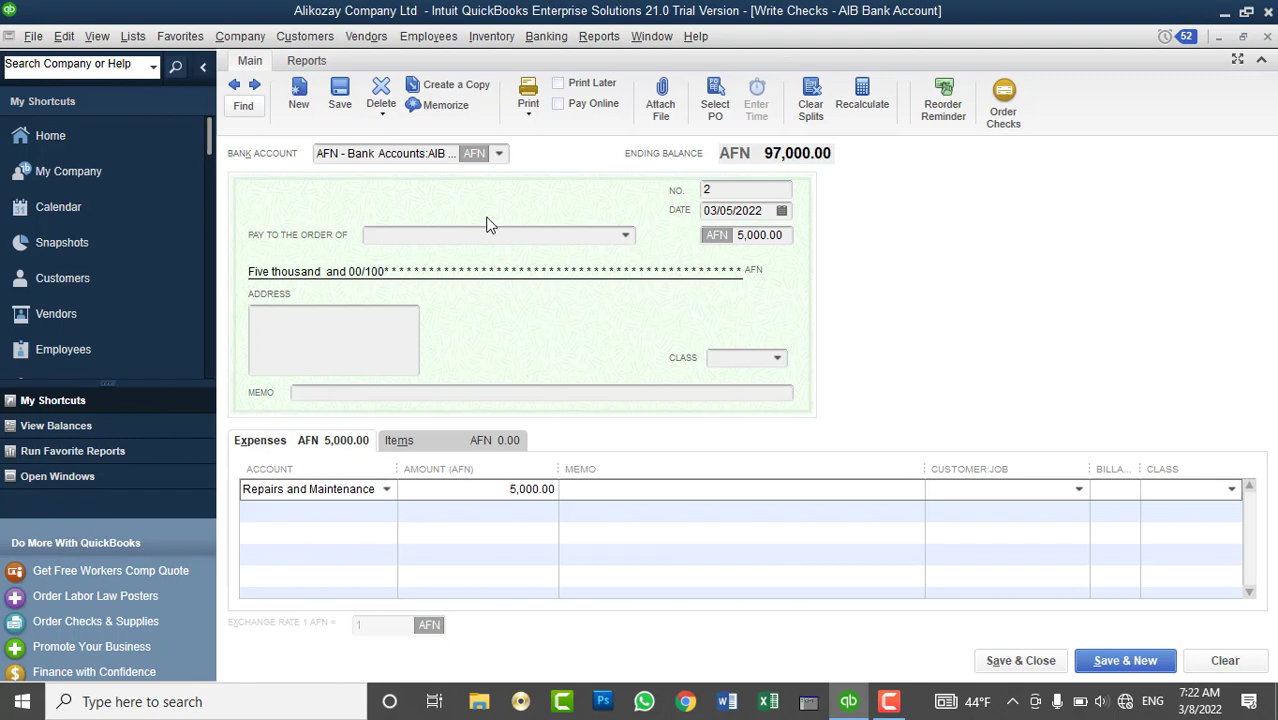 Alikozay Company Ltd - Intuit QuickBooks Enterprise Solutions 21.0 Trial Version - [Write Checks - AIB Bank Account]
File Edit View Lists Favorites Company Customers Vendors Employees Inventory Banking Reports Window Help 52
Search Company or Help
My Shortcuts
Home
My Company
Calendar
Snapshots
Customers
Vendors
Employees
My Shortcuts
View Balances
Run Favorite Reports
Open Windows
Do More With QuickBooks
Get Free Workers Comp Quote
Order Labor Law Posters
Order Checks & Supplies
Promote Your Business
Finance with Confidence
Main Reports
Find
New
Save
Delete
Create a Copy
Memorize
Print
Print Later
Pay Online
Attach
File
Select
PO
Enter
Time
Clear
Splits
Recalculate
Reorder
Reminder
Order
Checks
BANK ACCOUNT AFN - Bank Accounts:AIB ... AFN ENDING BALANCE AFN 97,000.00
NO. 2
DATE 03/05/2022
PAY TO THE ORDER OF AFN 5,000.00
Five thousand and 00/100* * * * * * * * * * * * * * * * * * * * * * * * * * * * * * * * * * * * * * * * * * * * * * * AFN
ADDRESS
CLASS
MEMO
Expenses AFN 5,000.00 Items AFN 0.00
ACCOUNT AMOUNT (AFN) MEMO CUSTOMER:JOB BILLA... CLASS
Repairs and Maintenance 5,000.00
EXCHANGE RATE 1 AFN = 1 AFN
Save & Close Save & New Clear
Type here to search
44°F ENG
7:22 AM
3/8/2022